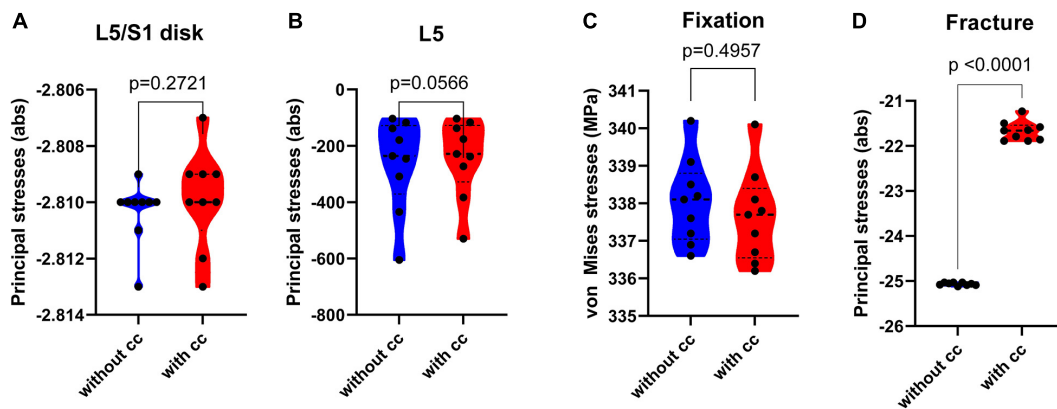 A
L5/S1 disk
p=0.2721
Principal stresses (abs)
-2.806
-2.808
-2.810
-2.812
-2.814
without cc
with cc
B
L5
p=0.0566
Principal stresses (abs)
0
-200
-400
-600
-800
without cc
with cc
C
Fixation
p=0.4957
von Mises stresses (MPa)
341
340
339
338
337
336
335
without cc
with cc
D
Fracture
p <0.0001
Principal stresses (abs)
-21
-22
-23
-24
-25
-26
without cc
with cc